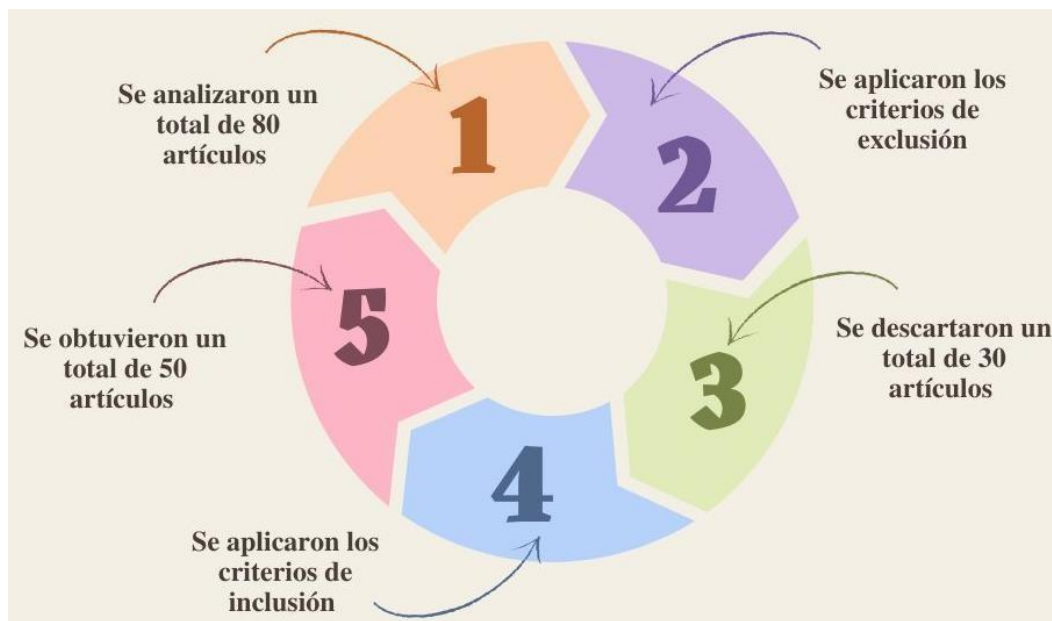 1
Se analizaron un
total de 80
artículos
2
Se aplicaron los
criterios de
exclusión
3
Se descartaron un
total de 30
artículos
4
Se aplicaron los
criterios de
inclusión
5
Se obtuvieron un
total de 50
artículos